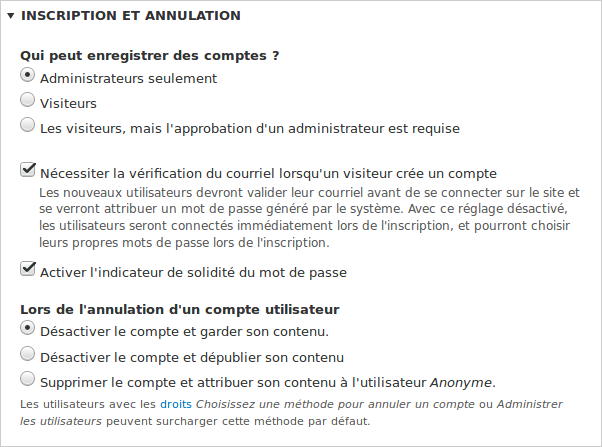 INSCRIPTION ET ANNULATION
Qui peut enregistrer des comptes ?
Administrateurs seulement
Visiteurs
Les visiteurs, mais l'approbation d'un administrateur est requise
Nécessiter la vérification du courriel lorsqu'un visiteur crée un compte
Les nouveaux utilisateurs devront valider leur courriel avant de se connecter sur le site et
se verront attribuer un mot de passe généré par le système. Avec ce réglage désactivé,
les utilisateurs seront connectés immédiatement lors de l'inscription, et pourront choisir
leurs propres mots de passe lors de l'inscription.
Activer l'indicateur de solidité du mot de passe
Lors de l'annulation d'un compte utilisateur
Désactiver le compte et garder son contenu.
Désactiver le compte et dépublier son contenu
Supprimer le compte et attribuer son contenu à l'utilisateur Anonyme.
Les utilisateurs avec les droits Choisissez une méthode pour annuler un compte ou Administrer
les utilisateurs peuvent surcharger cette méthode par défaut.